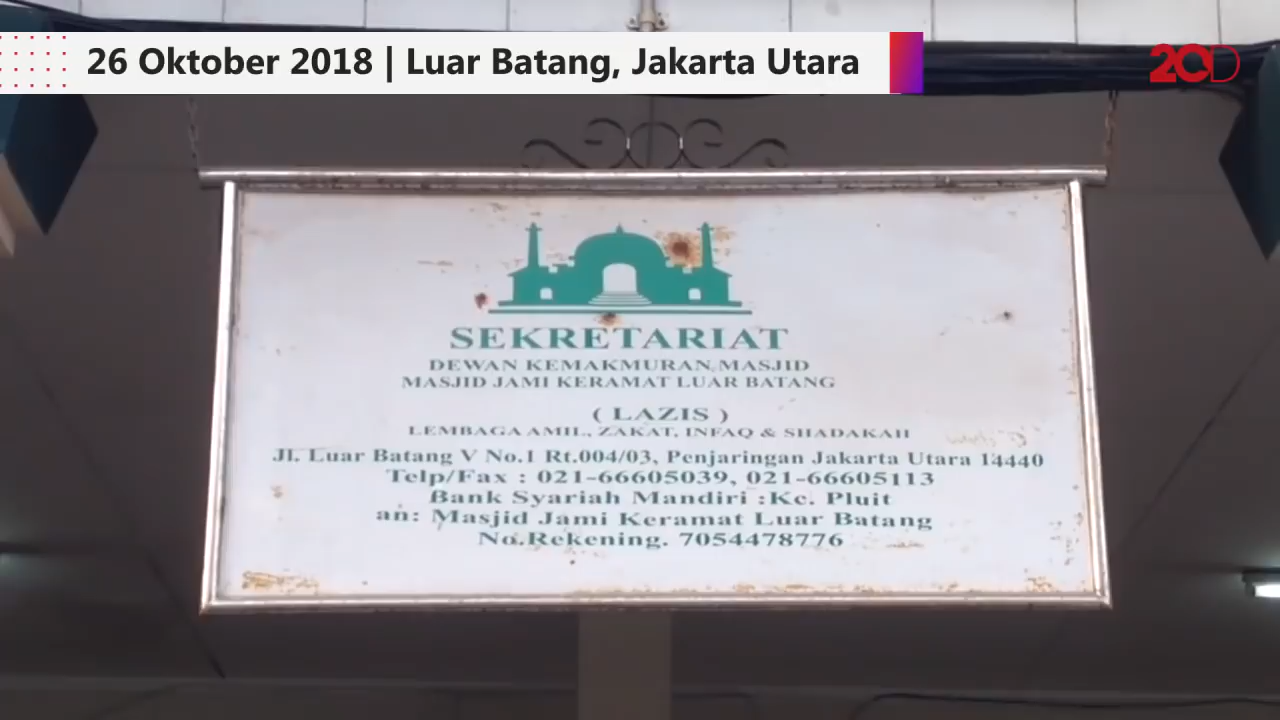 26 Oktober 2018 | Luar Batang, Jakarta Utara
20D
SEKRETARIAT
DEWAN KEMAKMURAN MASJID
MASJID JAMI KERAMAT LUAR BATANG
( LAZIS )
LEMBAGA AMIL, ZAKAT, INFAQ & SHADAKAH
Jl. Luar Batang V No.1 Rt.004/03, Penjaringan Jakarta Utara 14440
Telp/Fax : 021-66605039, 021-66605113
Bank Syariah Mandiri :Kc. Pluit
an: Masjid Jami Keramat Luar Batang
No.Rekening. 7054478776